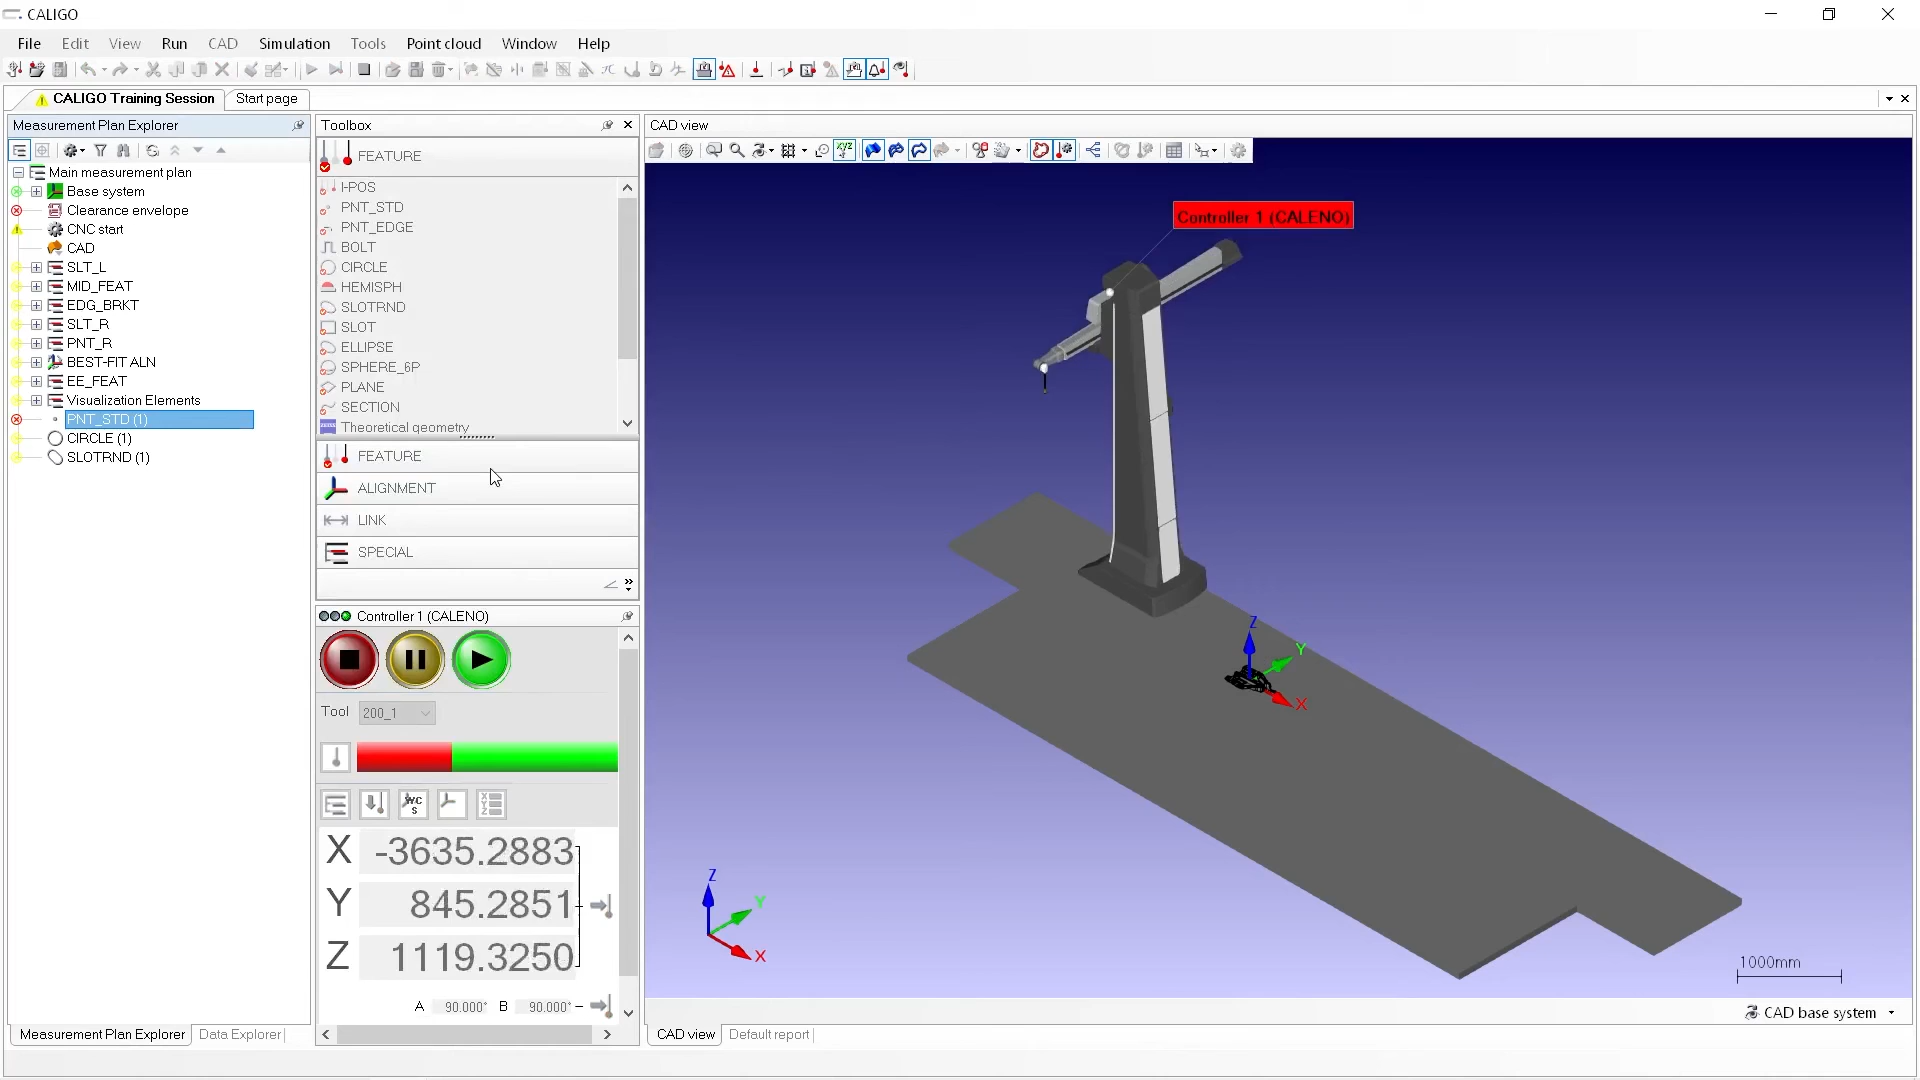 CALIGO
File Edit View Run CAD Simulation Tools Point cloud Window Help
CALIGO Training Session Start page
Measurement Plan Explorer
Main measurement plan
Base system
Clearance envelope
CNC start
CAD
SLT_L
MID_FEAT
EDG_BRKT
SLT_R
PNT_R
BEST-FIT ALN
EE_FEAT
Visualization Elements
PNT_STD (1)
CIRCLE (1)
SLOTRND (1)
Measurement Plan Explorer Data Explorer
Toolbox
FEATURE
I-POS
PNT_STD
PNT_EDGE
BOLT
CIRCLE
HEMISPH
SLOTRND
SLOT
ELLIPSE
SPHERE_6P
PLANE
SECTION
Theoretical geometry
FEATURE
ALIGNMENT
LINK
SPECIAL
Controller 1 (CALENO)
Tool 200_1
WC
S
X -3635.2883
Y 845.2851
Z 1119.3250
A 90.000° B 90.000°
CAD view
xyz
Controller 1 (CALENO)
Z
Y
X
Z
Y
X
1000mm
CAD base system
CAD view Default report